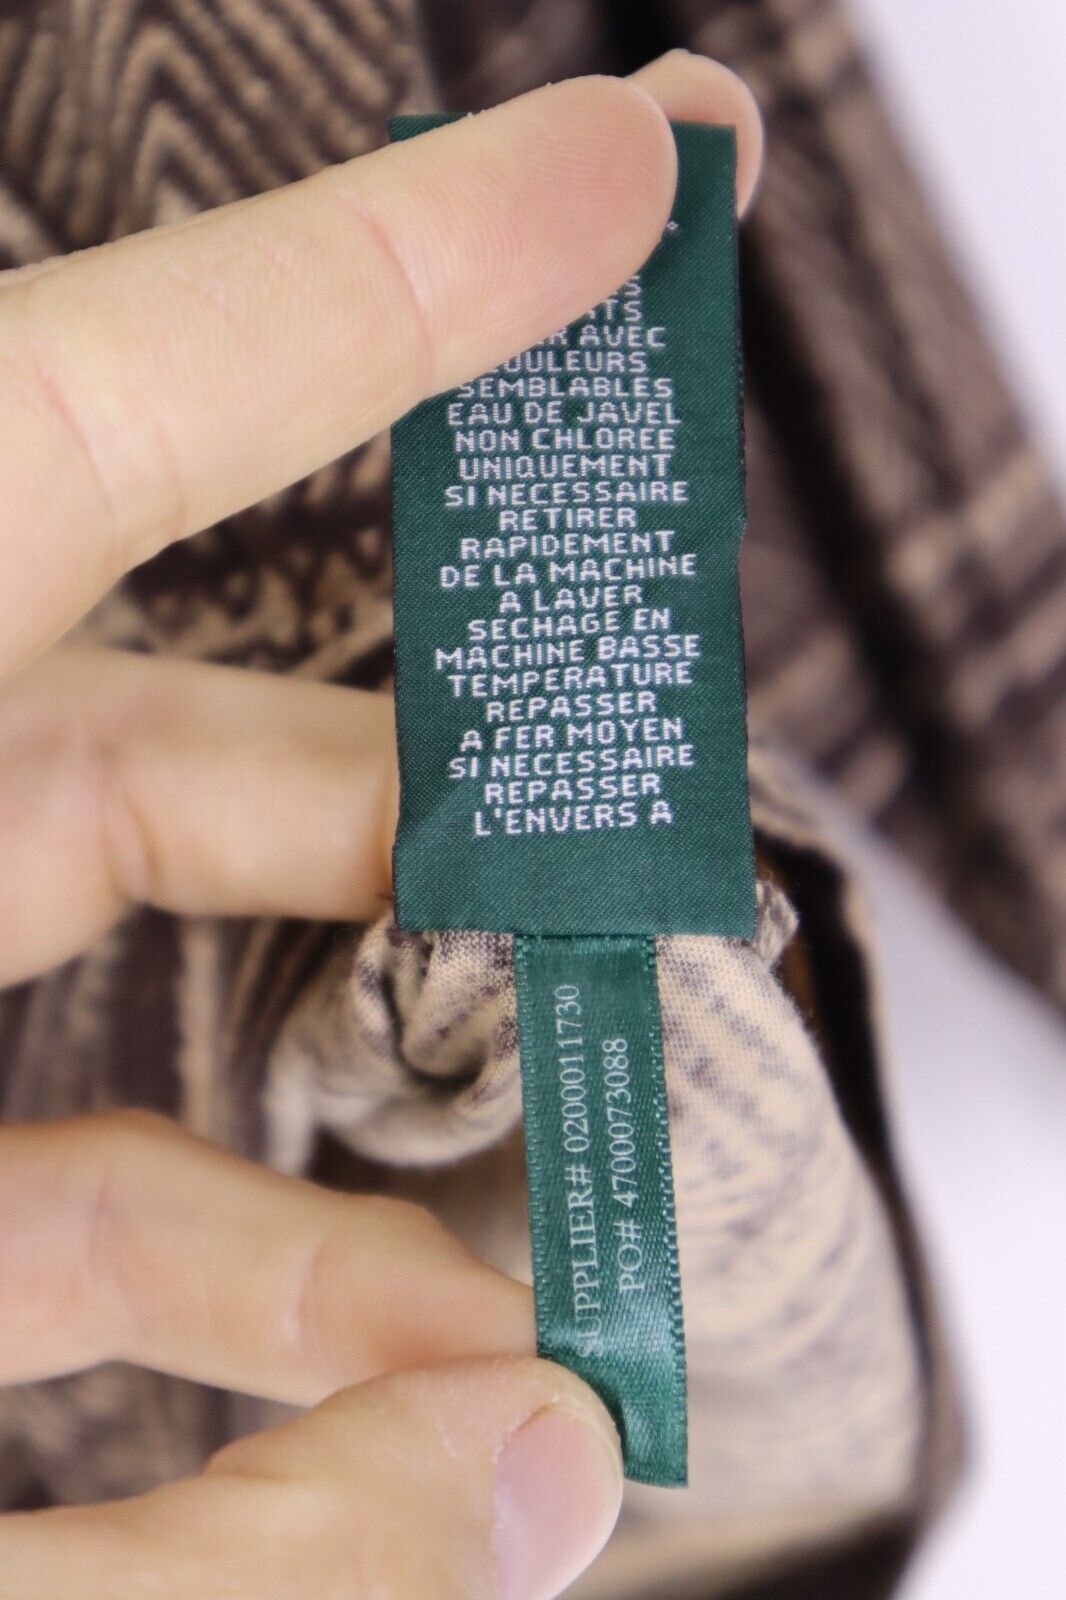 AVEC
COULEURS
SEMBLABLES
EAU DE JAVEL
NON CHLOREE
UNIQUEMENT
SI NECESSAIRE
RETIRER
RAPIDEMENT
DE LA MACHINE
A LAVER
SECHAGE EN
MACHINE BASSE
TEMPERATURE
REPASSER
A FER MOYEN
SI NECESSAIRE
REPASSER
L'ENVERS A
SUPPLIER# 0200011730
PO# 4700073088